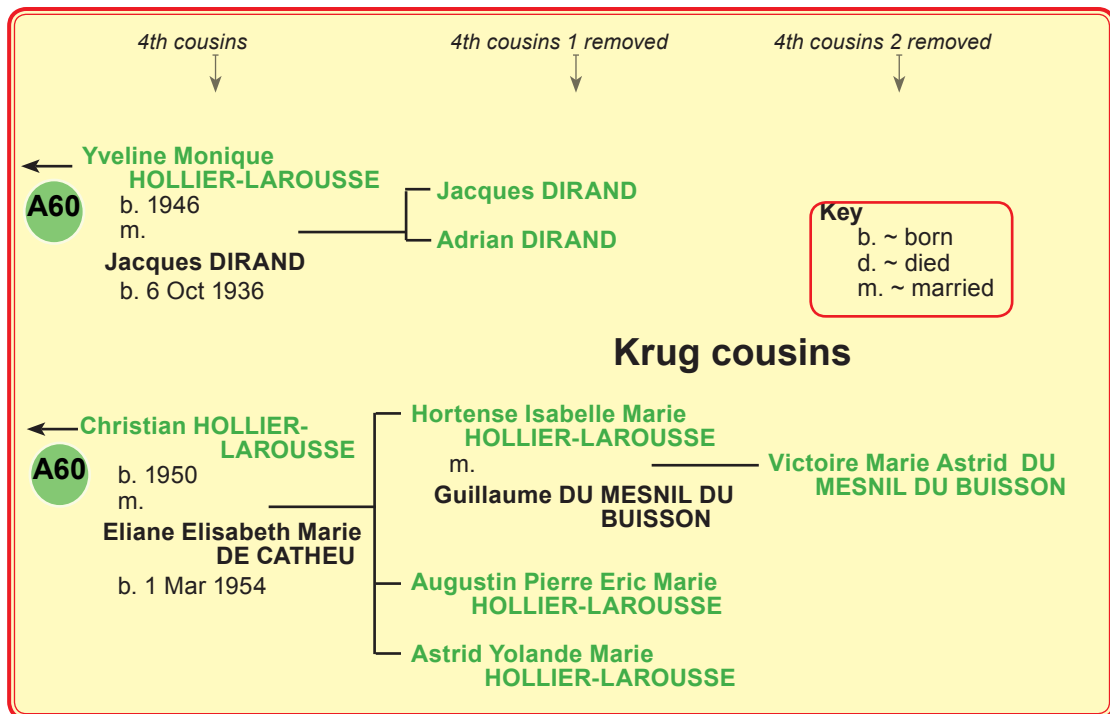 4th cousins
4th cousins 1 removed
4th cousins 2 removed
Yveline Monique
HOLLIER-LAROUSSE
A60
b. 1946
m.
Jacques DIRAND
b. 6 Oct 1936
Jacques DIRAND
Adrian DIRAND
Key
b. ~ born
d. ~ died
m. ~ married
Krug cousins
Christian HOLLIER-
LAROUSSE
A60
b. 1950
m.
Eliane Elisabeth Marie
DE CATHEU
b. 1 Mar 1954
Hortense Isabelle Marie
HOLLIER-LAROUSSE
m.
Guillaume DU MESNIL DU
BUISSON
Victoire Marie Astrid DU
MESNIL DU BUISSON
Augustin Pierre Eric Marie
HOLLIER-LAROUSSE
Astrid Yolande Marie
HOLLIER-LAROUSSE